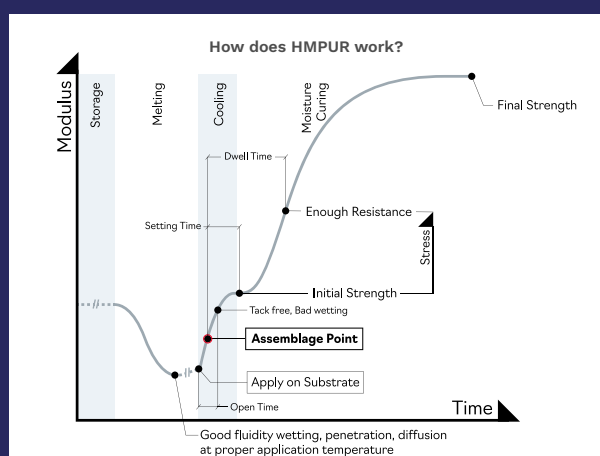 How does HMPUR work?
Modulus
Storage
Melting
Cooling
Moisture
Curing
Final Strength
Dwell Time
Enough Resistance
Setting Time
Stress
Initial Strength
Tack free, Bad wetting
Assemblage Point
Apply on Substrate
Open Time
Time
Good fluidity wetting, penetration, diffusion
at proper application temperature